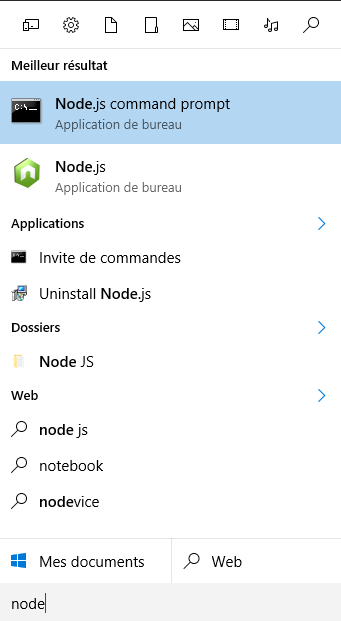 Meilleur résultat
Node.js command prompt
Application de bureau
Node.js
Application de bureau
Applications
Invite de commandes
Uninstall Node.js
Dossiers
Node JS
Web
node js
notebook
nodevice
Mes documents
Web
node